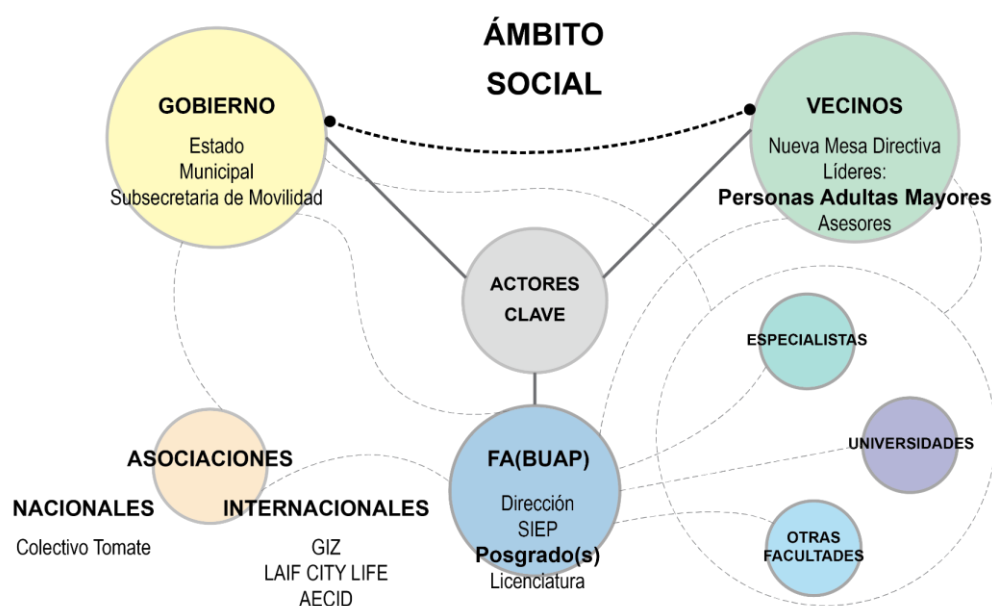 ÁMBITO
SOCIAL
GOBIERNO
Estado
Municipal
Subsecretaria de Movilidad
VECINOS
Nueva Mesa Directiva
Líderes:
Personas Adultas Mayores
Asesores
ACTORES
CLAVE
ESPECIALISTAS
UNIVERSIDADES
OTRAS
FACULTADES
FA(BUAP)
Dirección
SIEP
Posgrado(s)
Licenciatura
ASOCIACIONES
NACIONALES
Colectivo Tomate
INTERNACIONALES
GIZ
LAIF CITY LIFE
AECID